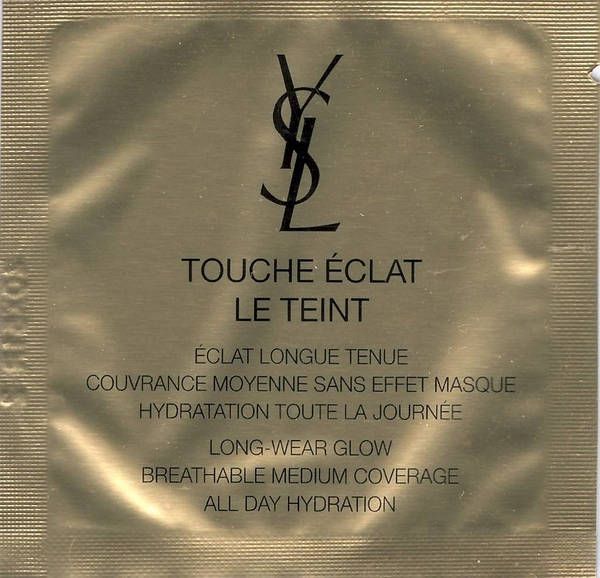 YSL
TOUCHE ÉCLAT
LE TEINT
ÉCLAT LONGUE TENUE
COUVRANCE MOYENNE SANS EFFET MASQUE
HYDRATATION TOUTE LA JOURNÉE
LONG-WEAR GLOW
BREATHABLE MEDIUM COVERAGE
ALL DAY HYDRATION